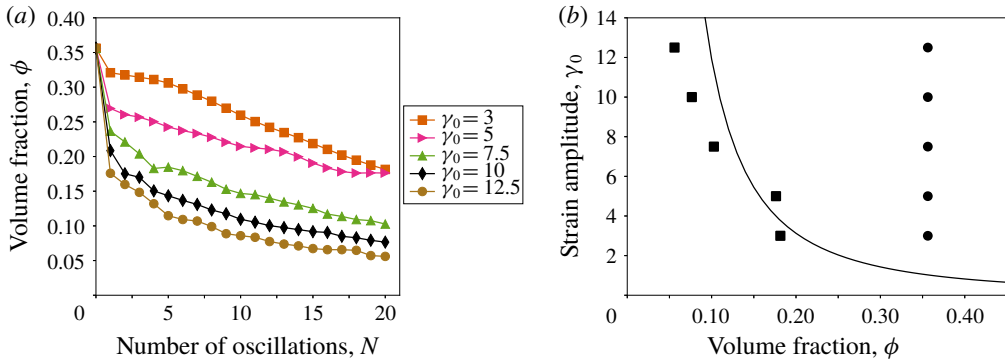 (a)
0.40
0.35
0.30
0.25
0.20
0.15
0.10
0.05
0
5
10
15
20
Volume fraction, ϕ
Number of oscillations, N
γ0 = 3
γ0 = 5
γ0 = 7.5
γ0 = 10
γ0 = 12.5
(b)
14
12
10
8
6
4
2
0
0.10
0.20
0.30
0.40
Strain amplitude, γ0
Volume fraction, ϕ